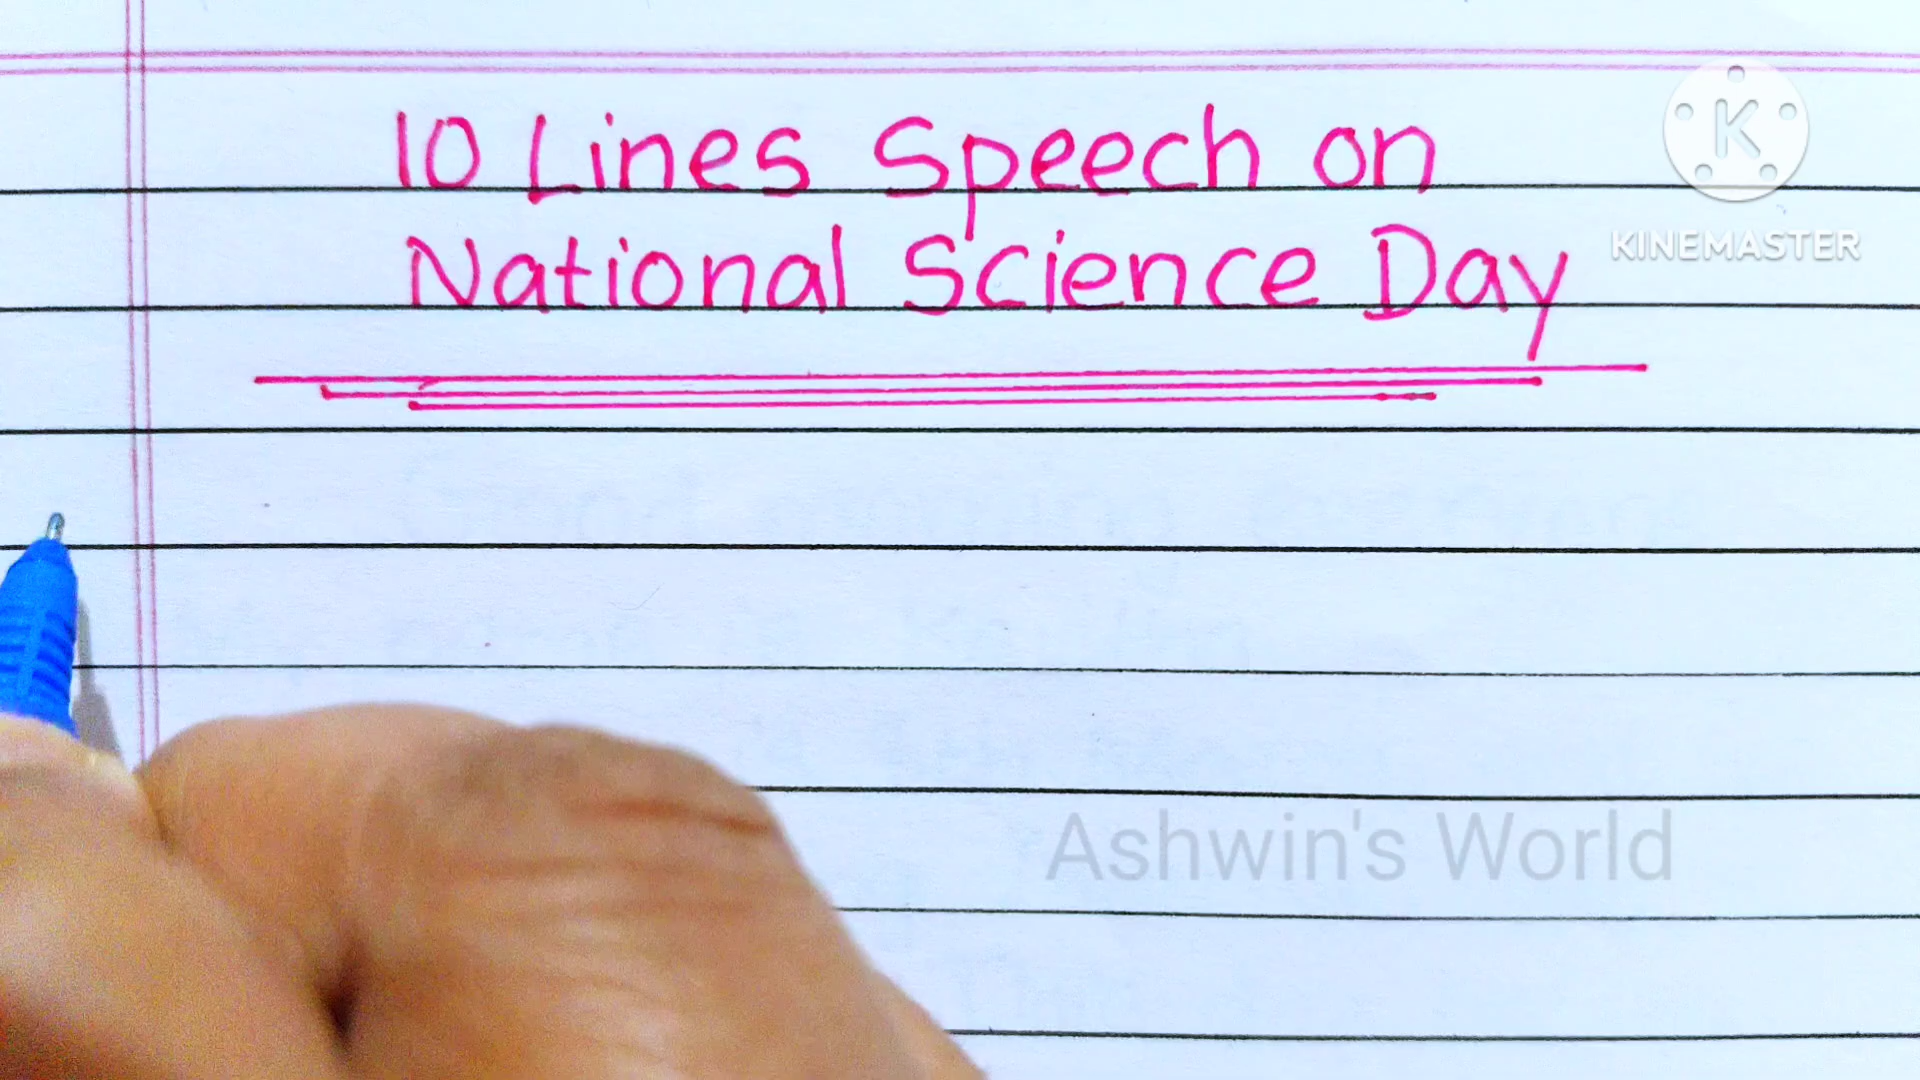 10 Lines Speech on
National Science Day
K
KINEMASTER
Ashwin's World